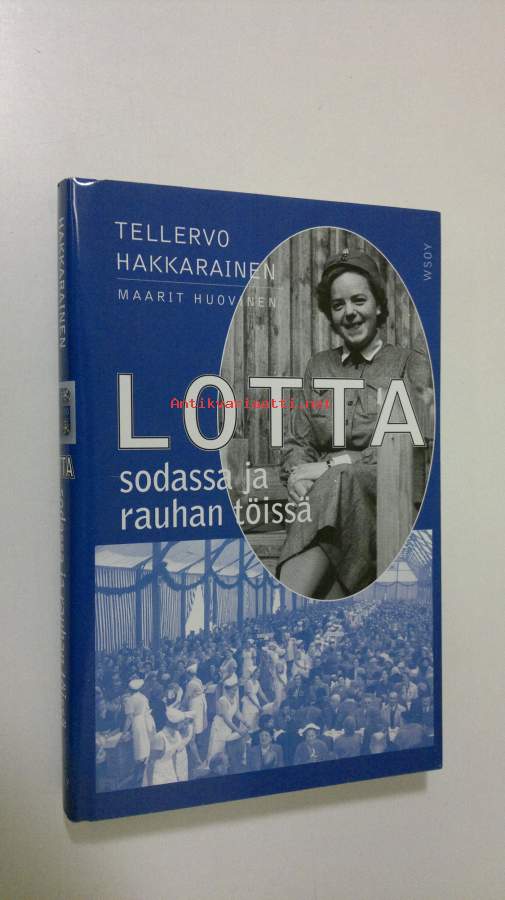 TELLERVO
HAKKARAINEN
MAARIT HUOVINEN
WSOY
LOTTA
Antikvariaatti.net
sodassa ja
rauhan töissä
HAKKARAINEN
LOTTA
sodassa ja rauhan töissä